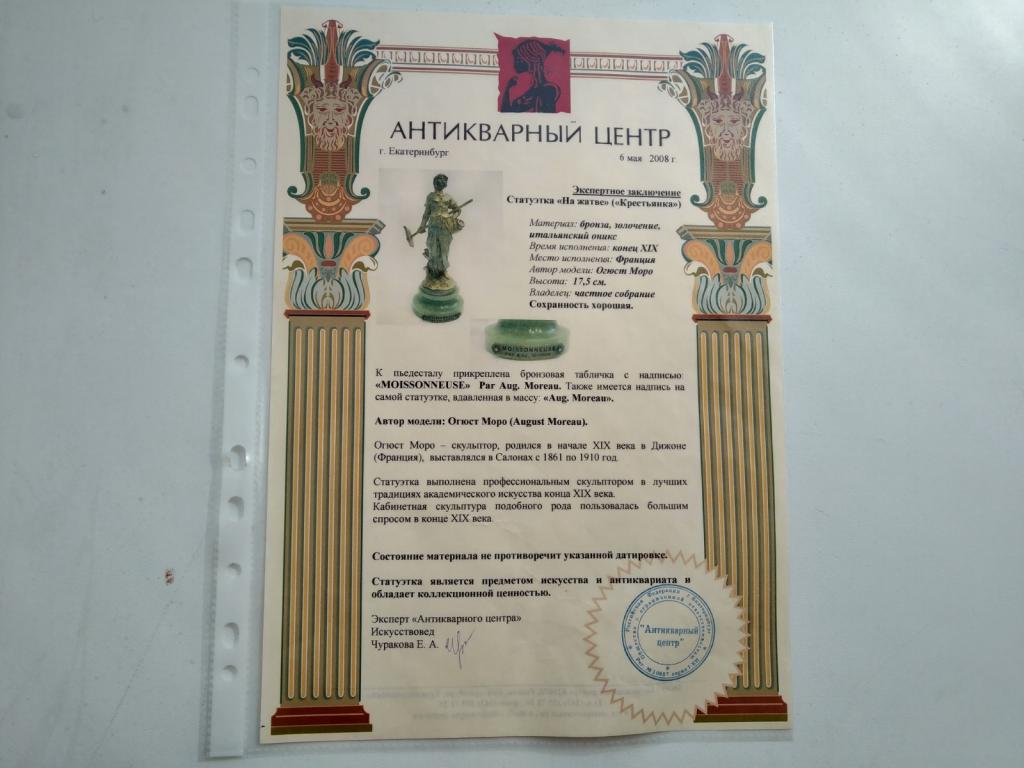 АНТИКВАРНЫЙ ЦЕНТР
г. Екатеринбург
6 мая 2008 г
Экспертное заключение
Статуэтка «На жатве» («Крестьянка»)
Материал: бронза, золочение,
итальянский оникс
Время исполнения: конец XIX
Место исполнения: Франция
Автор модели: Огюст Моро
Высота: 17,5 см.
Владелец: частное собрание
Сохранность хорошая.
MOISSONNEUSE
К пьедесталу прикреплена бронзовая табличка с надписью:
«MOISSONNEUSE» Par Aug. Moreau. Также имеется надпись на
самой статуэтке, вдавленная в массу: «Aug. Moreau».
Автор модели: Огюст Моро (August Moreau).
Огюст Моро – скульптор, родился в начале XIX века в Дижоне
(Франция), выставлялся в Салонах с 1861 по 1910 год.
Статуэтка выполнена профессиональным скульптором в лучших
традициях академического искусства конца XIX века.
Кабинетная скульптура подобного рода пользовалась большим
спросом в конце XIX века.
Состояние материала не противоречит указанной датировке.
Статуэтка является предметом искусства и антиквариата и
обладает коллекционной ценностью.
Эксперт «Антикварного центра»
Искусствовед
Чуракова Е. А.
"Антикварный
центр"